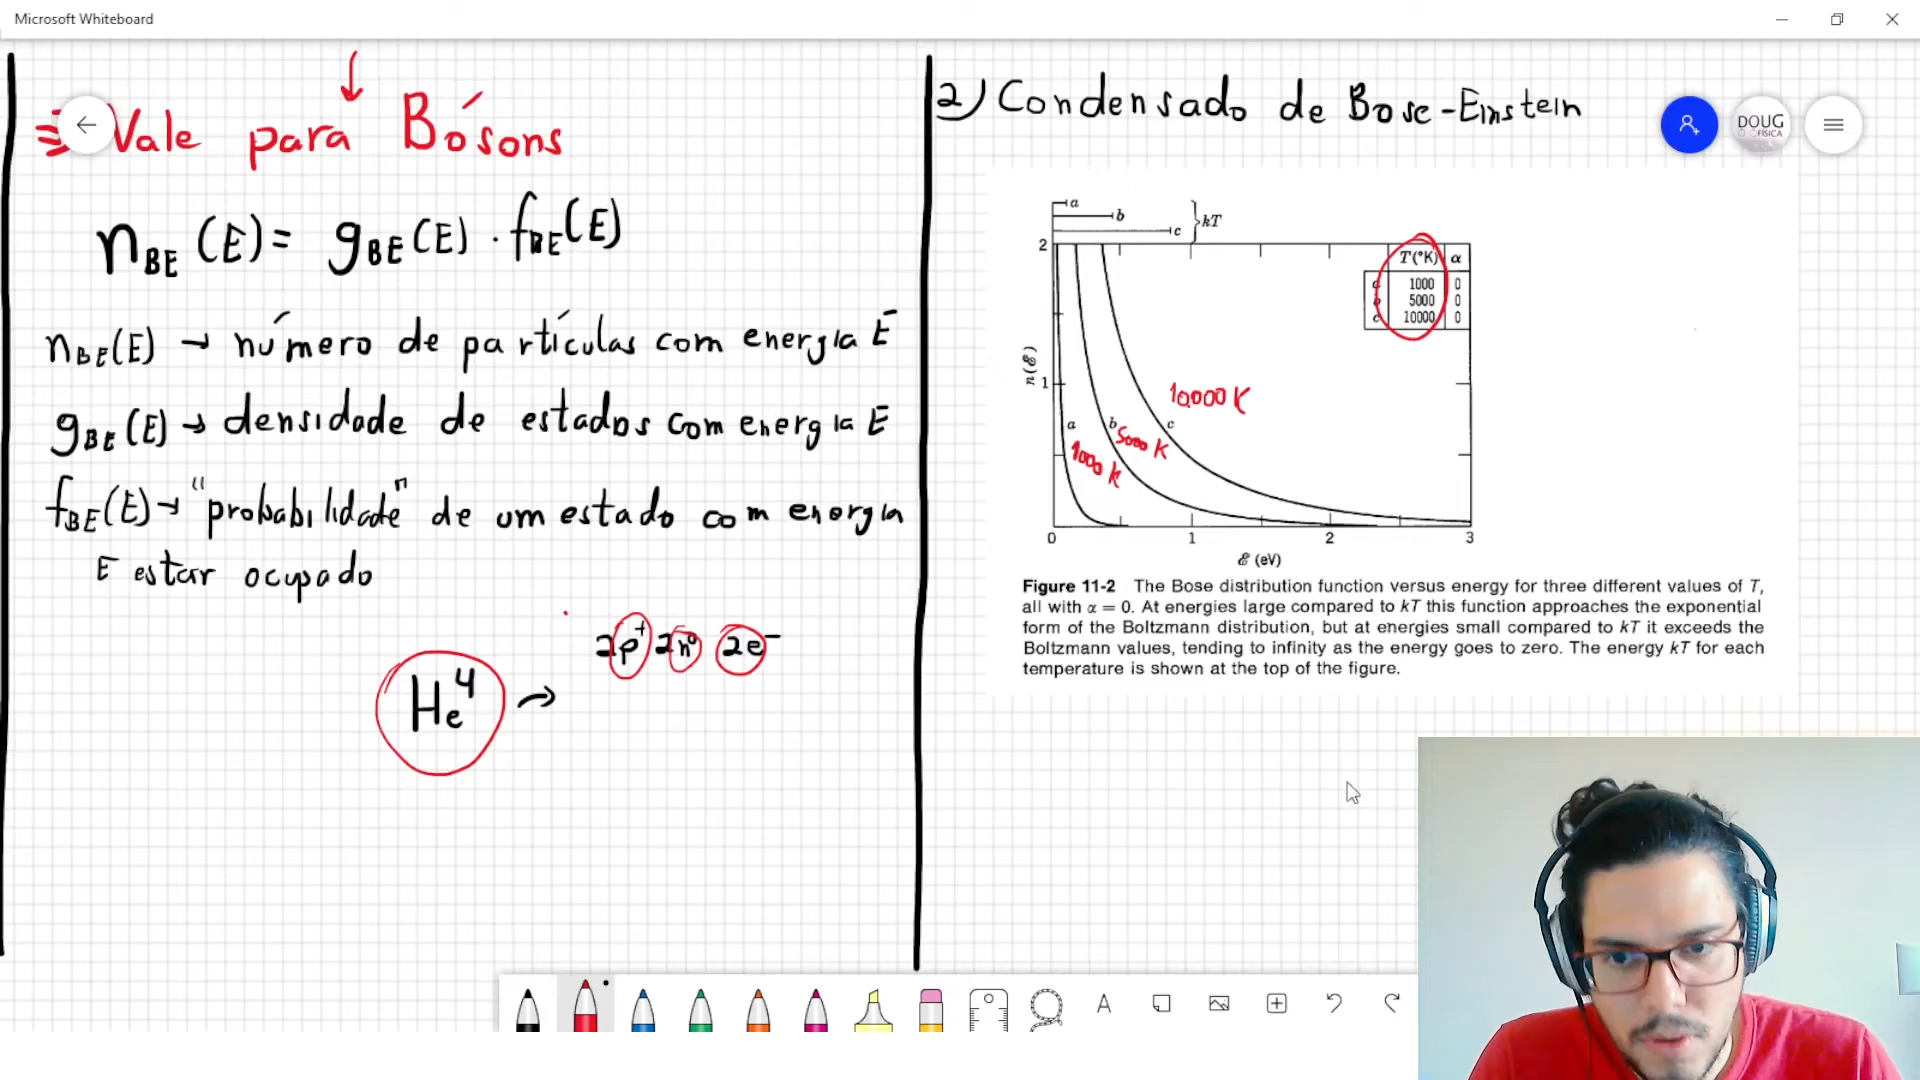 Microsoft Whiteboard
Vale para Bósons
n_BE (E) = g_BE (E) . f_BE (E)
n_BE(E) → número de partículas com energia E
g_BE(E) → densidade de estados com energia E
f_BE(E) → "probabilidade" de um estado com energia
E estar ocupado
2p⁺ 2n⁰ 2e⁻
He⁴ →
2) Condensado de Bose-Einstein
DOUG
FÍSICA
a
b
c
}kT
2
T(°K) α
1000 0
b 5000 0
c 10000 0
n(ℰ)
1
10,000 K
a b c
5000 K
1000 K
0 1 2 3
ℰ (eV)
Figure 11-2 The Bose distribution function versus energy for three different values of T,
all with α = 0. At energies large compared to kT this function approaches the exponential
form of the Boltzmann distribution, but at energies small compared to kT it exceeds the
Boltzmann values, tending to infinity as the energy goes to zero. The energy kT for each
temperature is shown at the top of the figure.
A